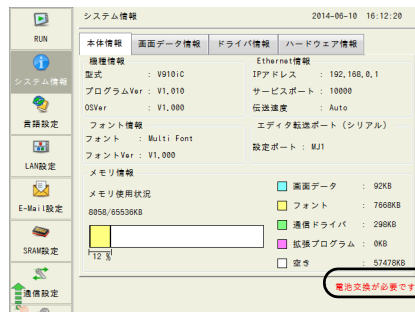 システム情報 2014-06-10 16:12:20
RUN
システム情報
言語設定
LAN設定
E-Mail設定
SRAM設定
通信設定
本体情報 画面データ情報 ドライバ情報 ハードウェア情報
機種情報
型式 : V910iC
プログラムVer : V1,010
OSVer : V1,000
Ethernet情報
IPアドレス : 192,168,0,1
サービスポート : 10000
伝送速度 : Auto
フォント情報
フォント : Multi Font
フォントVer : V1,000
エディタ転送ポート (シリアル)
設定ポート : MJ1
メモリ情報
メモリ使用状況
8058/65536KB
12 %
画面データ : 92KB
フォント : 7668KB
通信ドライバ : 298KB
拡張プログラム : 0KB
空き : 57478KB
電池交換が必要です